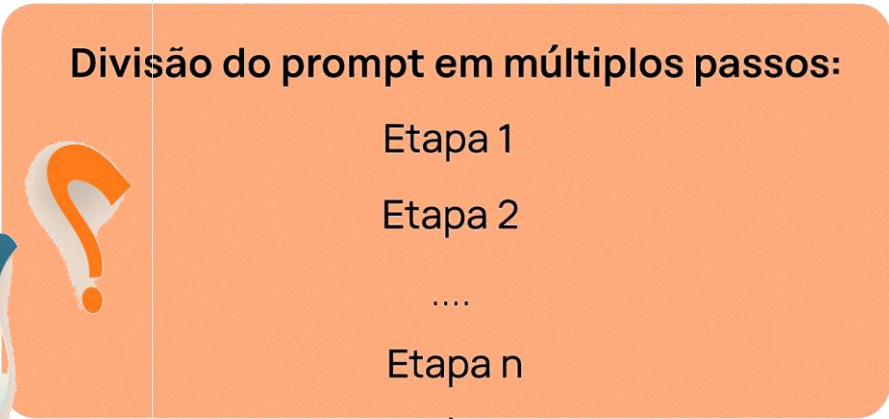 Divisão do prompt em múltiplos passos:
Etapa 1
Etapa 2
....
Etapa n